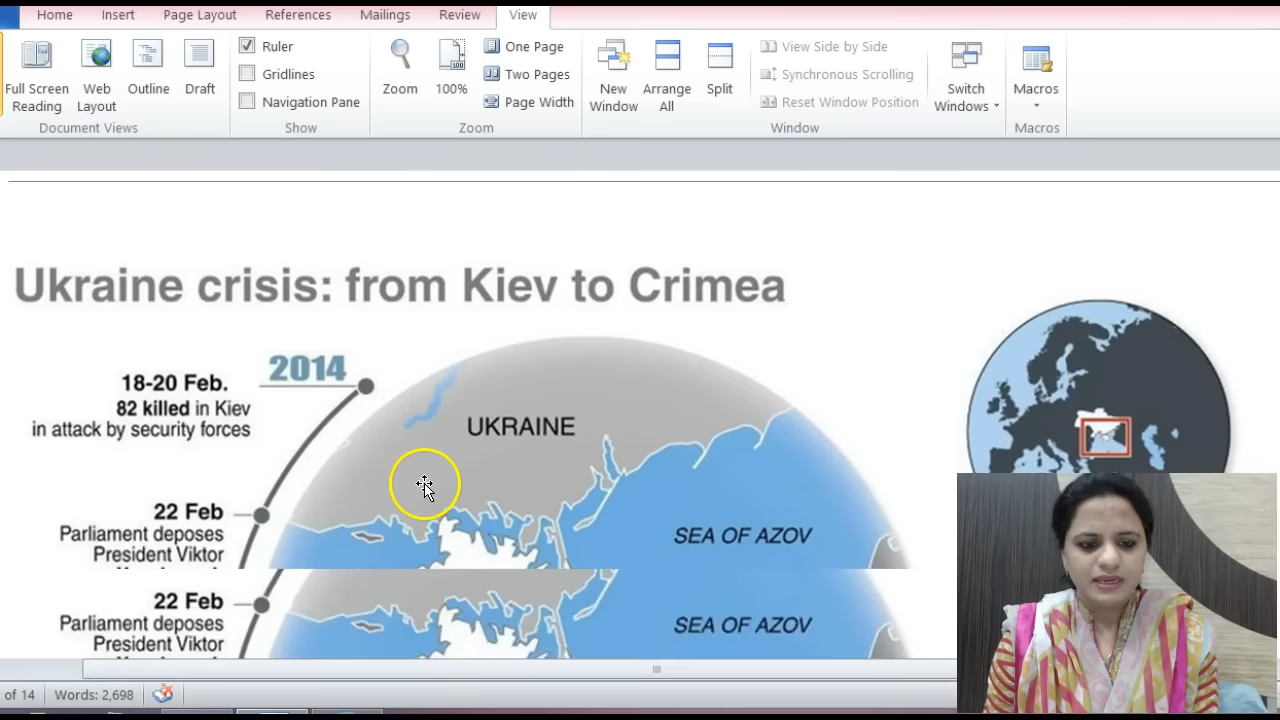 Home Insert Page Layout References Mailings Review View
Full Screen Reading
Web Layout
Outline
Draft
Document Views
Ruler
Gridlines
Navigation Pane
Show
Zoom
100%
One Page
Two Pages
Page Width
Zoom
New Window
Arrange All
Split
View Side by Side
Synchronous Scrolling
Reset Window Position
Window
Switch Windows
Macros
Macros
Ukraine crisis: from Kiev to Crimea
2014
18-20 Feb.
82 killed in Kiev
in attack by security forces
UKRAINE
22 Feb
Parliament deposes
President Viktor
SEA OF AZOV
22 Feb
Parliament deposes
President Viktor
SEA OF AZOV
of 14 Words: 2,698